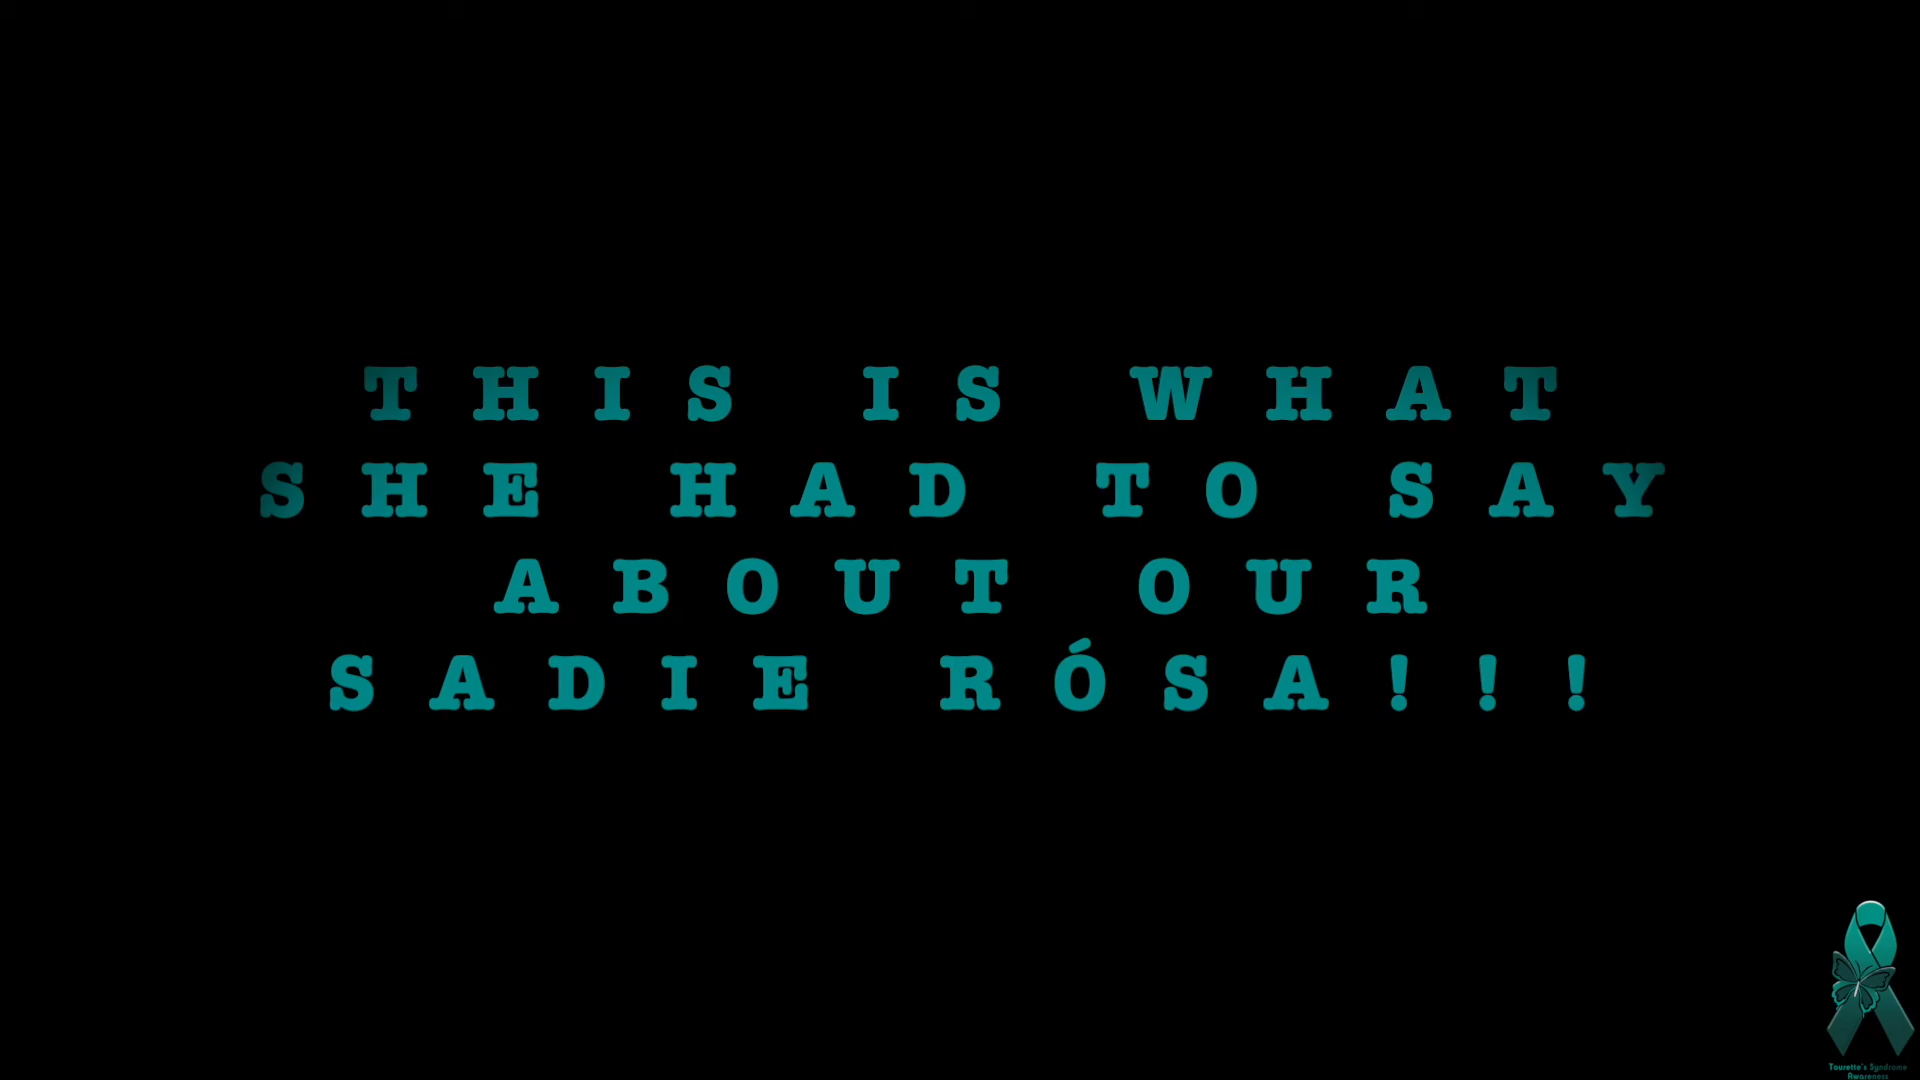 THIS IS WHAT
SHE HAD TO SAY
ABOUT OUR
SADIE RÓSA!!!
Tourette's Syndrome
Awareness